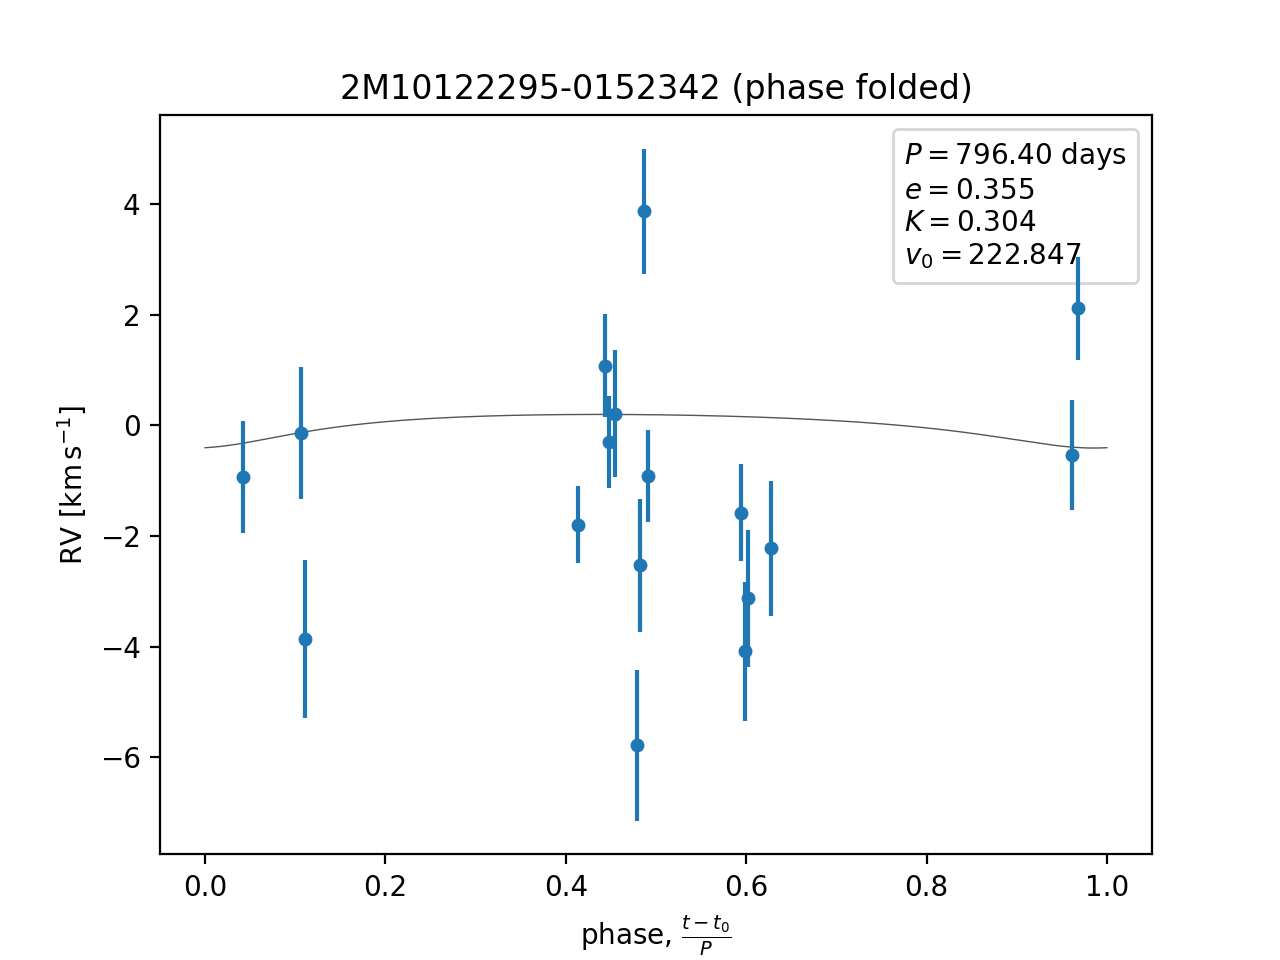 2M10122295-0152342 (phase folded)
P = 796.40 days
e = 0.355
K = 0.304
v₀ = 222.847
4
2
0
−2
−4
−6
RV [km s⁻¹]
0.0 0.2 0.4 0.6 0.8 1.0
phase, (t − t₀)/P